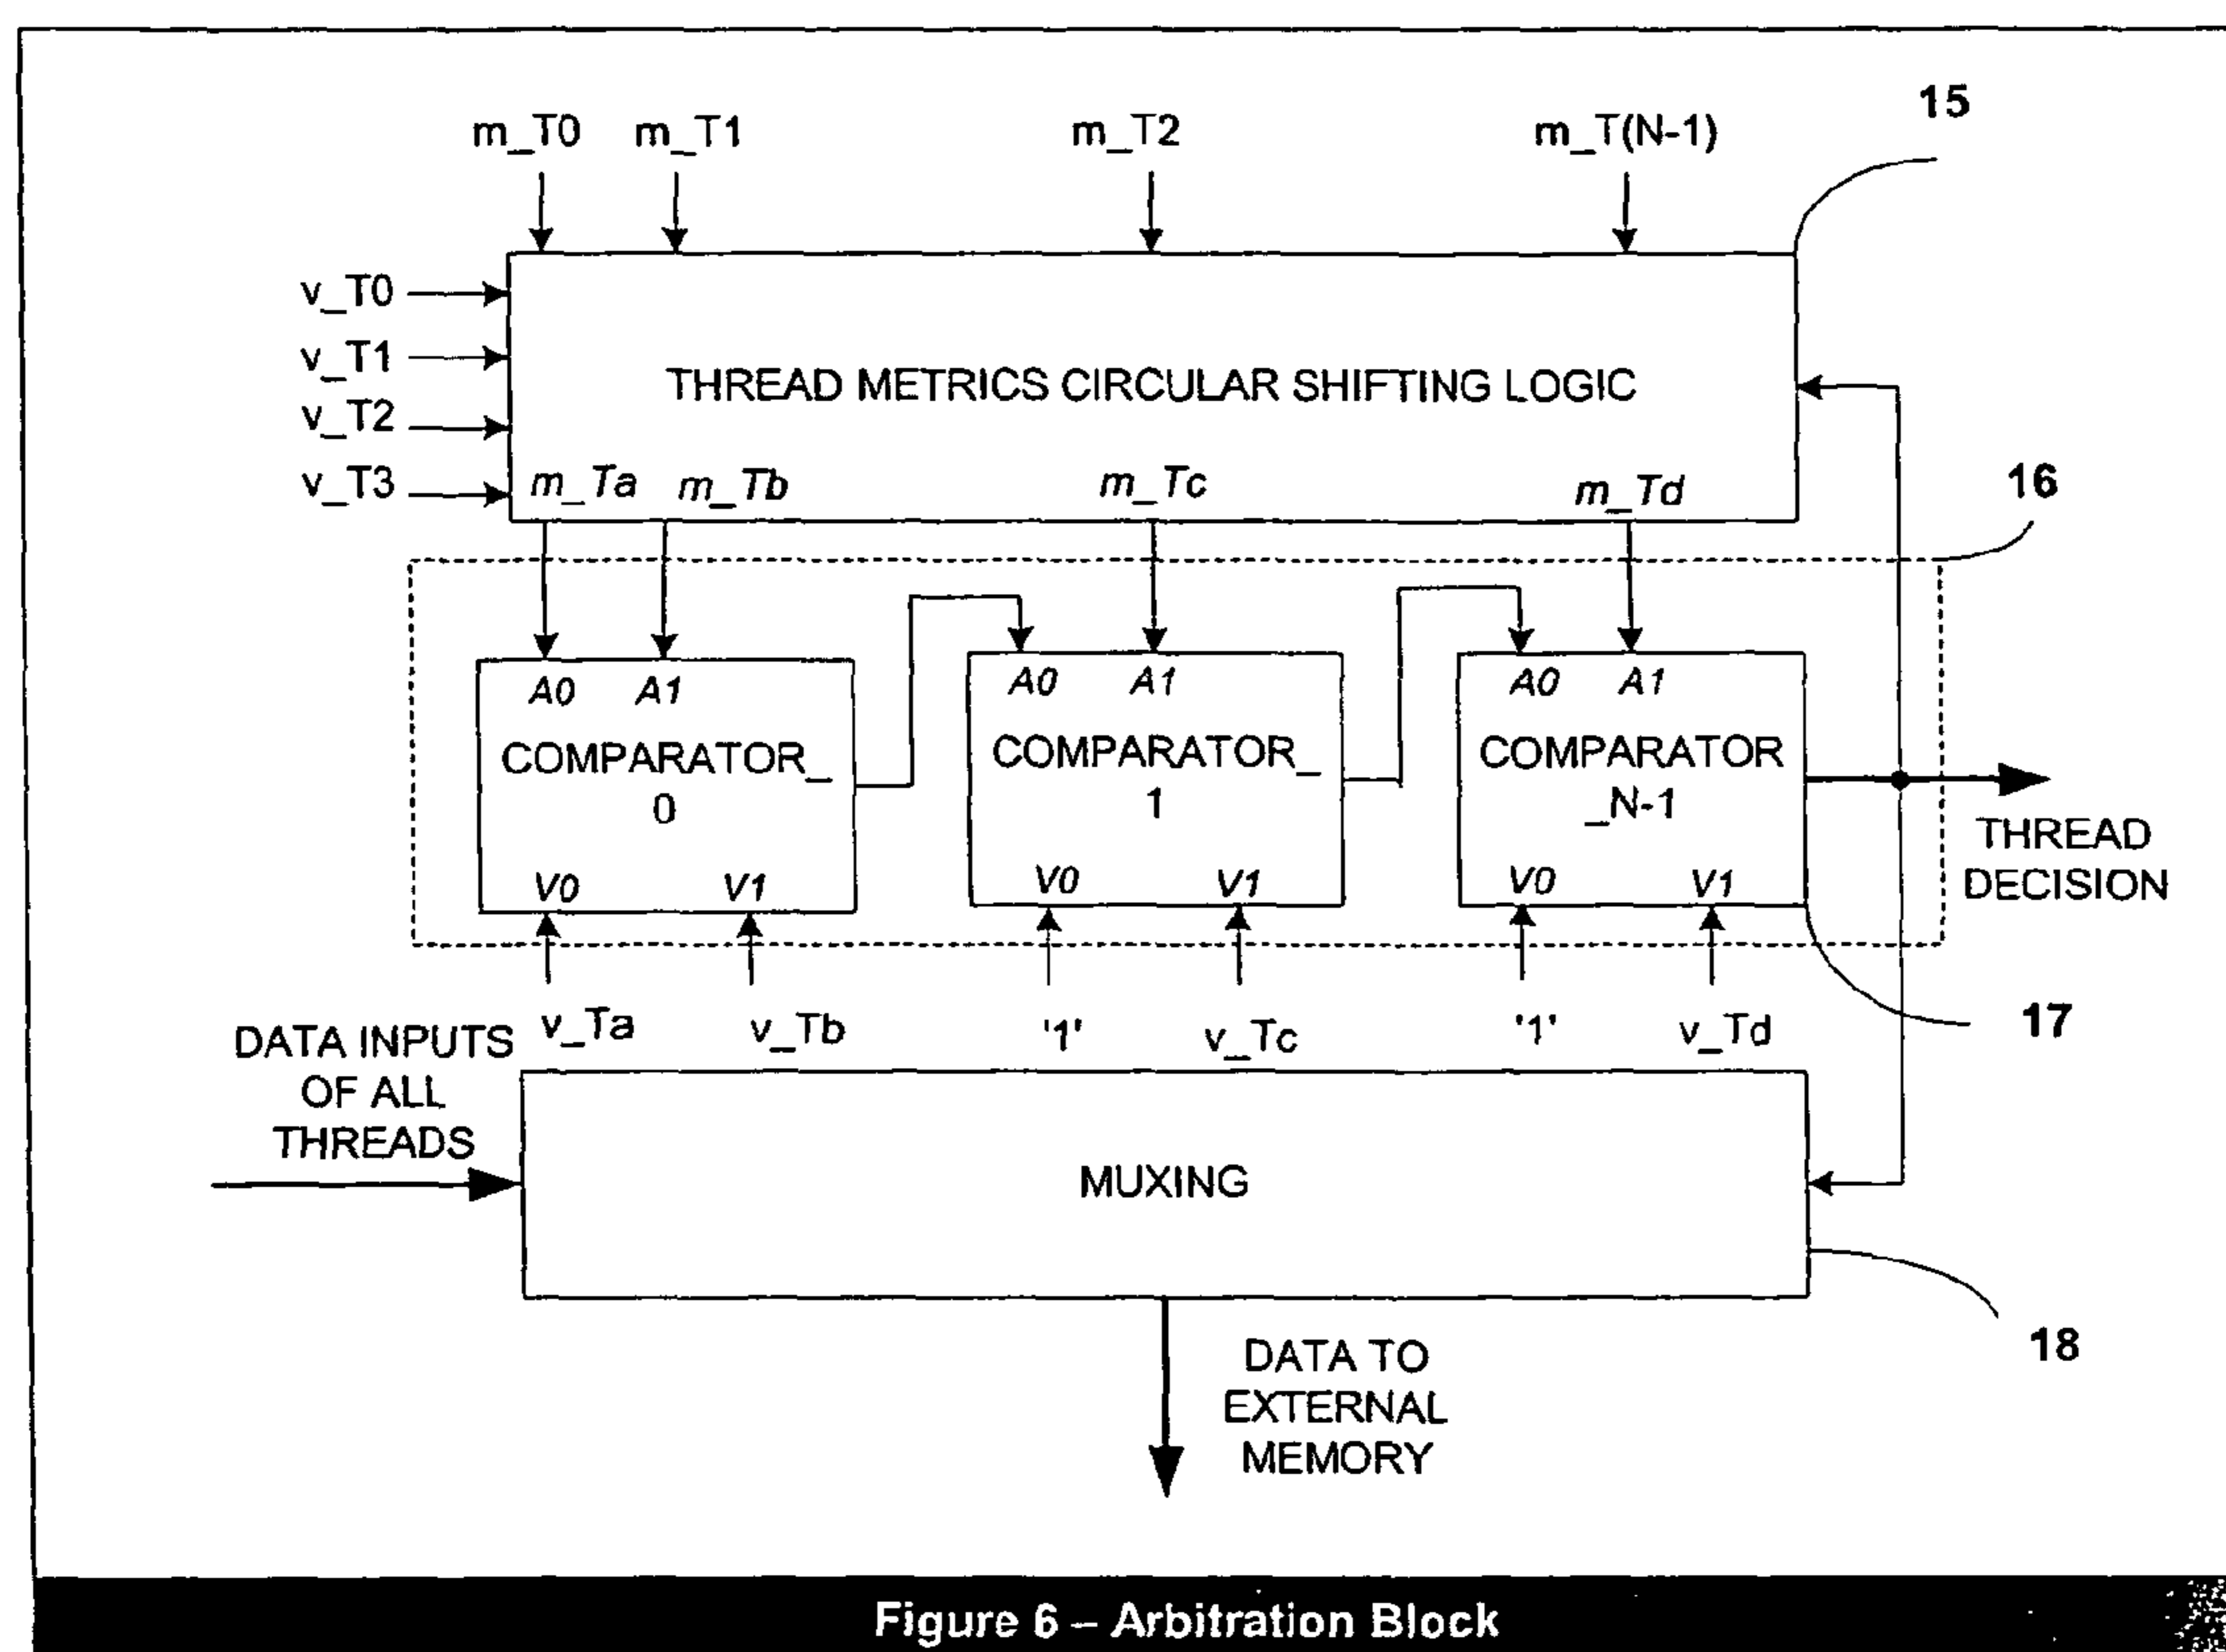 15
m_T0 m_T1 m_T2 m_T(N-1)
v_T0
v_T1
v_T2
v_T3
THREAD METRICS CIRCULAR SHIFTING LOGIC
m_Ta m_Tb m_Tc m_Td
16
A0 A1
COMPARATOR_
0
V0 V1
A0 A1
COMPARATOR_
1
V0 V1
A0 A1
COMPARATOR
_N-1
V0 V1
THREAD
DECISION
v_Ta v_Tb '1' v_Tc '1' v_Td
17
DATA INPUTS
OF ALL
THREADS
MUXING
18
DATA TO
EXTERNAL
MEMORY
Figure 6 – Arbitration Block